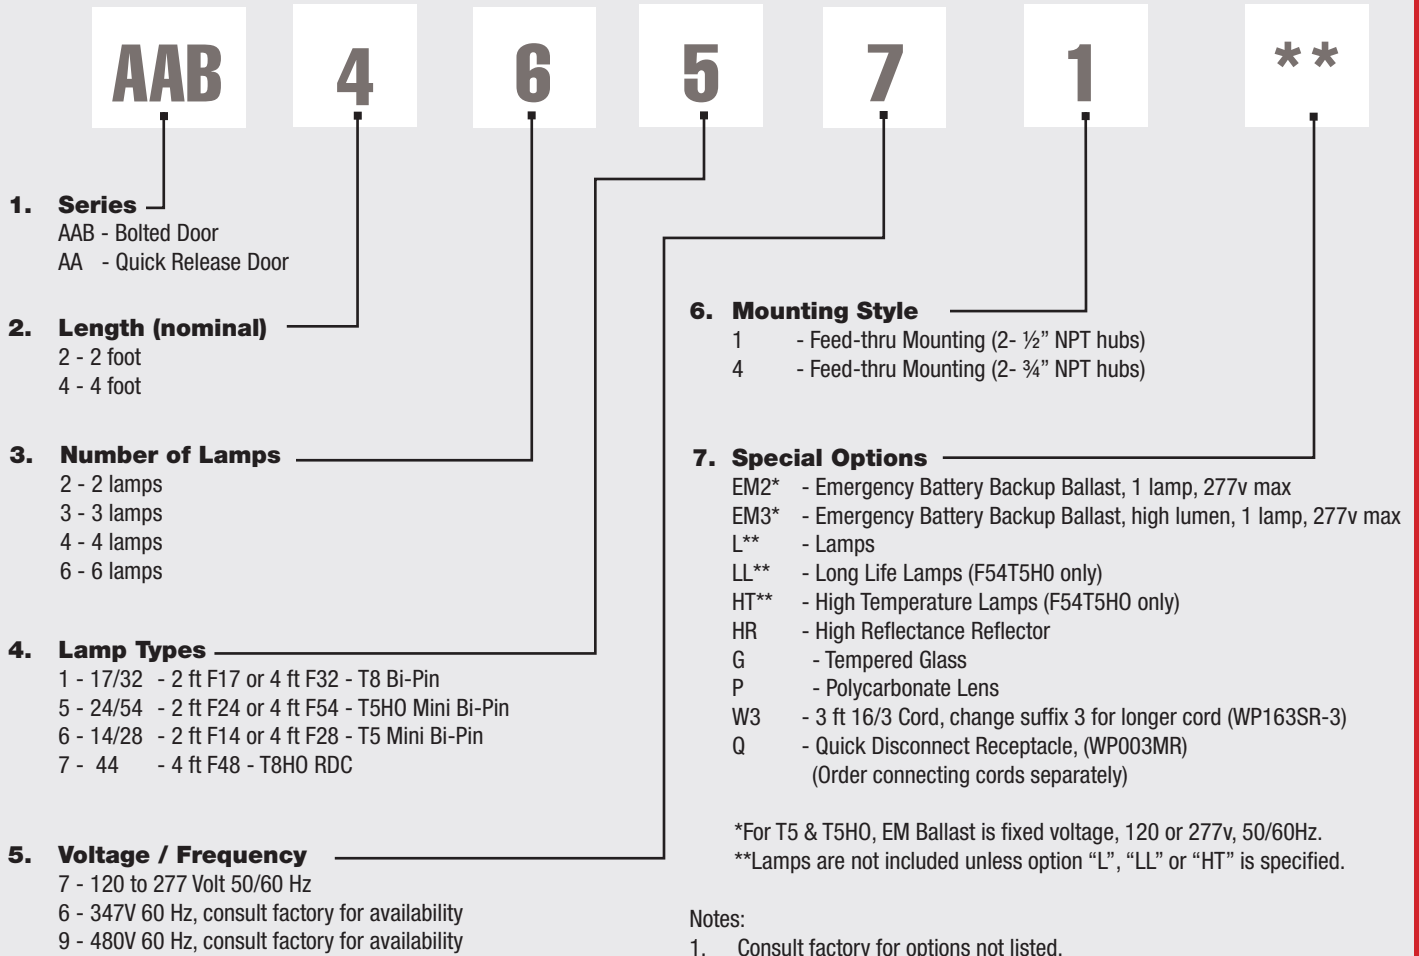 AAB 4 6 5 7 1 **
1. Series
AAB - Bolted Door
AA - Quick Release Door
2. Length (nominal)
2 - 2 foot
4 - 4 foot
3. Number of Lamps
2 - 2 lamps
3 - 3 lamps
4 - 4 lamps
6 - 6 lamps
4. Lamp Types
1 - 17/32 - 2 ft F17 or 4 ft F32 - T8 Bi-Pin
5 - 24/54 - 2 ft F24 or 4 ft F54 - T5HO Mini Bi-Pin
6 - 14/28 - 2 ft F14 or 4 ft F28 - T5 Mini Bi-Pin
7 - 44 - 4 ft F48 - T8HO RDC
5. Voltage / Frequency
7 - 120 to 277 Volt 50/60 Hz
6 - 347V 60 Hz, consult factory for availability
9 - 480V 60 Hz, consult factory for availability
6. Mounting Style
1 - Feed-thru Mounting (2- ½” NPT hubs)
4 - Feed-thru Mounting (2- ¾” NPT hubs)
7. Special Options
EM2* - Emergency Battery Backup Ballast, 1 lamp, 277v max
EM3* - Emergency Battery Backup Ballast, high lumen, 1 lamp, 277v max
L** - Lamps
LL** - Long Life Lamps (F54T5H0 only)
HT** - High Temperature Lamps (F54T5HO only)
HR - High Reflectance Reflector
G - Tempered Glass
P - Polycarbonate Lens
W3 - 3 ft 16/3 Cord, change suffix 3 for longer cord (WP163SR-3)
Q - Quick Disconnect Receptacle, (WP003MR)
(Order connecting cords separately)
*For T5 & T5HO, EM Ballast is fixed voltage, 120 or 277v, 50/60Hz.
**Lamps are not included unless option “L”, “LL” or “HT” is specified.
Notes:
1. Consult factory for options not listed.